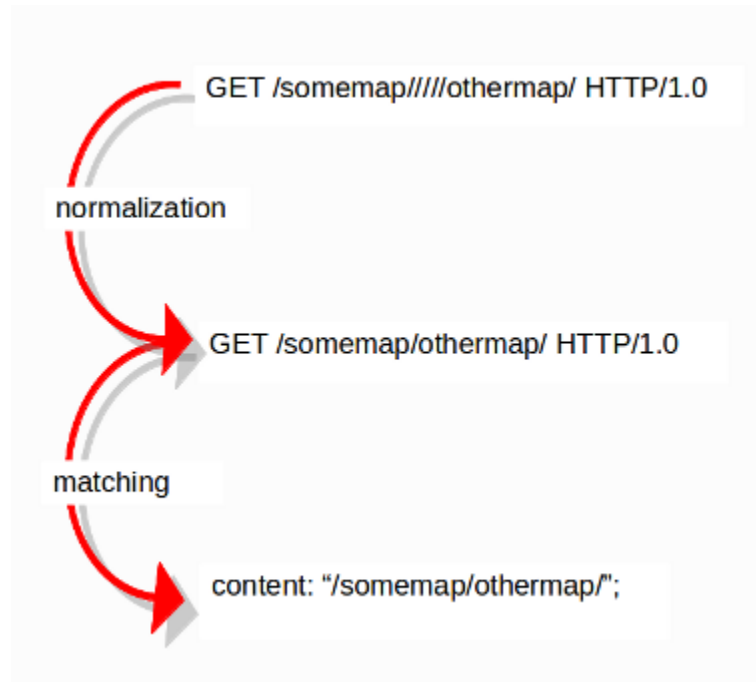 GET /somemap/////othermap/ HTTP/1.0
normalization
GET /somemap/othermap/ HTTP/1.0
matching
content: “/somemap/othermap/”;